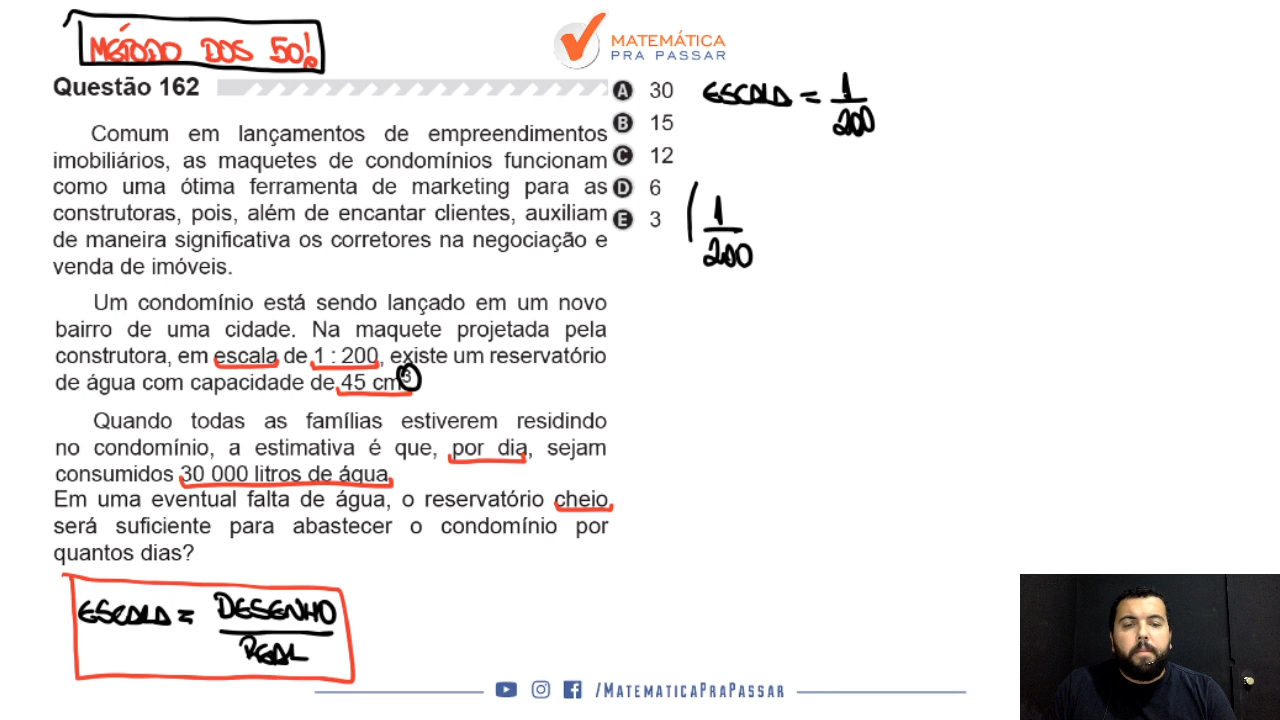 MÉTODO DOS 50!
MATEMÁTICA
PRA PASSAR
Questão 162
Comum em lançamentos de empreendimentos
imobiliários, as maquetes de condomínios funcionam
como uma ótima ferramenta de marketing para as
construtoras, pois, além de encantar clientes, auxiliam
de maneira significativa os corretores na negociação e
venda de imóveis.
Um condomínio está sendo lançado em um novo
bairro de uma cidade. Na maquete projetada pela
construtora, em escala de 1 : 200, existe um reservatório
de água com capacidade de 45 cm³
Quando todas as famílias estiverem residindo
no condomínio, a estimativa é que, por dia, sejam
consumidos 30 000 litros de água.
Em uma eventual falta de água, o reservatório cheio
será suficiente para abastecer o condomínio por
quantos dias?
A 30
B 15
C 12
D 6
E 3
ESCALA = 1/200
(1/200
ESCALA = DESENHO/REAL
/MATEMATICAPRAPASSAR